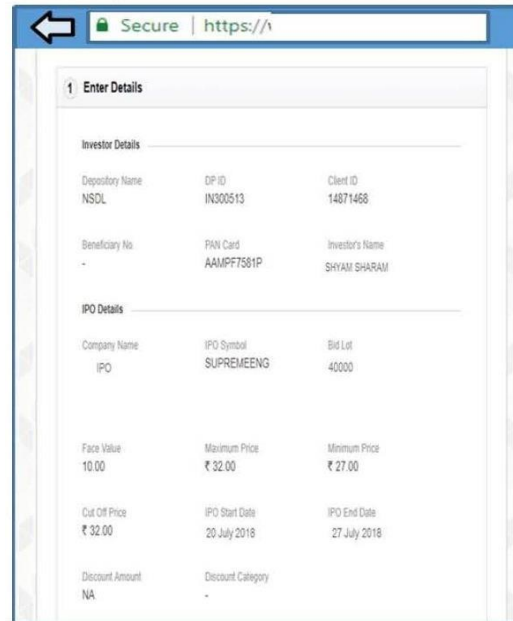 Secure | https://
1 Enter Details
Investor Details
Depository Name DP ID Client ID
NSDL IN300513 14871468
Beneficiary No PAN Card Investor's Name
- AAMPF7581P SHYAM SHARAM
IPO Details
Company Name IPO Symbol Bid Lot
IPO SUPREMEENG 40000
Face Value Maximum Price Minimum Price
10.00 ₹ 32.00 ₹ 27.00
Cut Off Price IPO Start Date IPO End Date
₹ 32.00 20 July 2018 27 July 2018
Discount Amount Discount Category
NA -